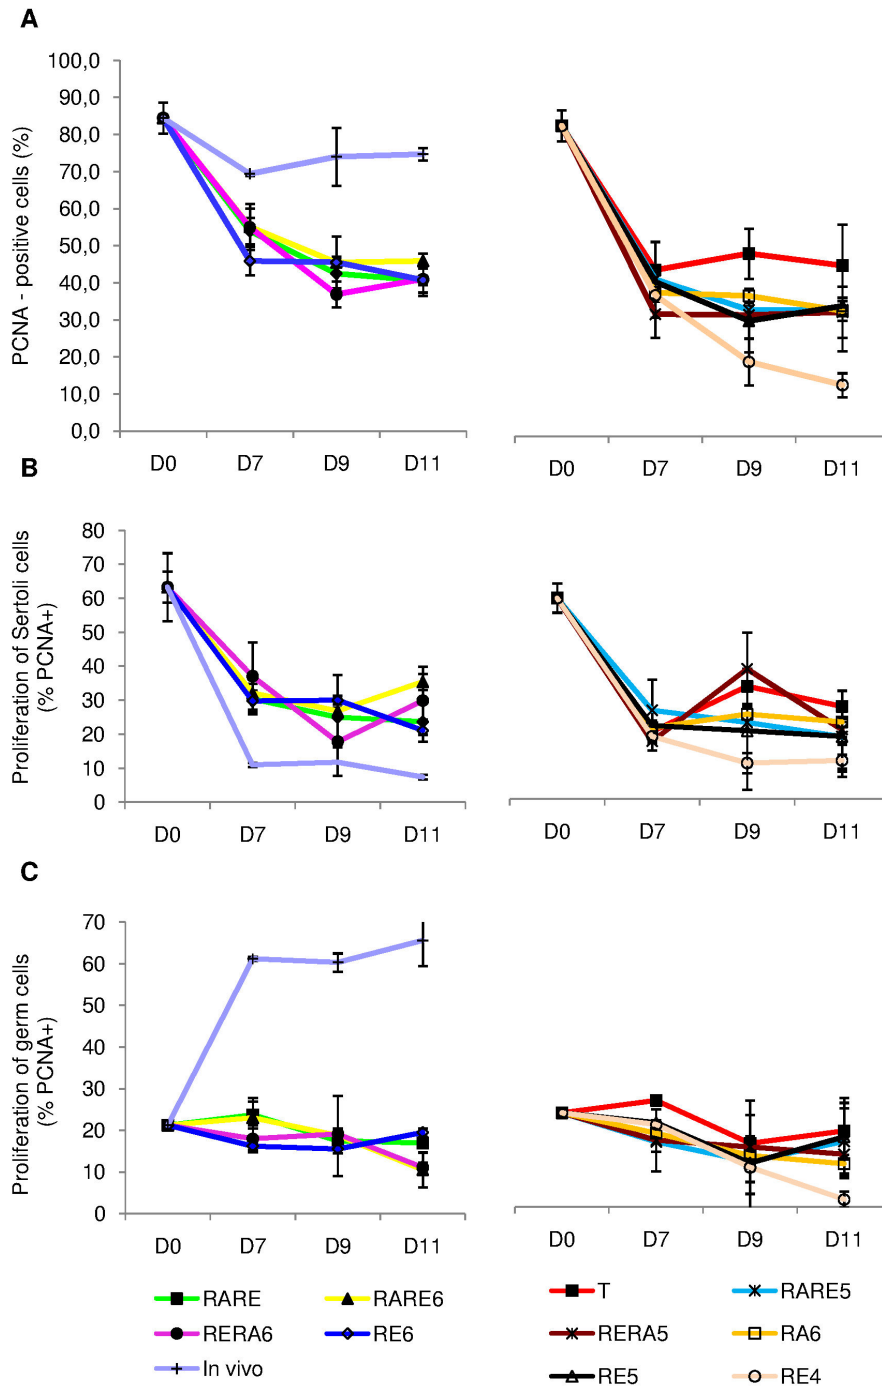 A
PCNA - positive cells (%)
100,0
90,0
80,0
70,0
60,0
50,0
40,0
30,0
20,0
10,0
0,0
D0 D7 D9 D11
D0 D7 D9 D11
B
Proliferation of Sertoli cells
(% PCNA+)
80
70
60
50
40
30
20
10
0
D0 D7 D9 D11
D0 D7 D9 D11
C
Proliferation of germ cells
(% PCNA+)
70
60
50
40
30
20
10
0
D0 D7 D9 D11
D0 D7 D9 D11
RARE RARE6
RERA6 RE6
In vivo
T RARE5
RERA5 RA6
RE5 RE4